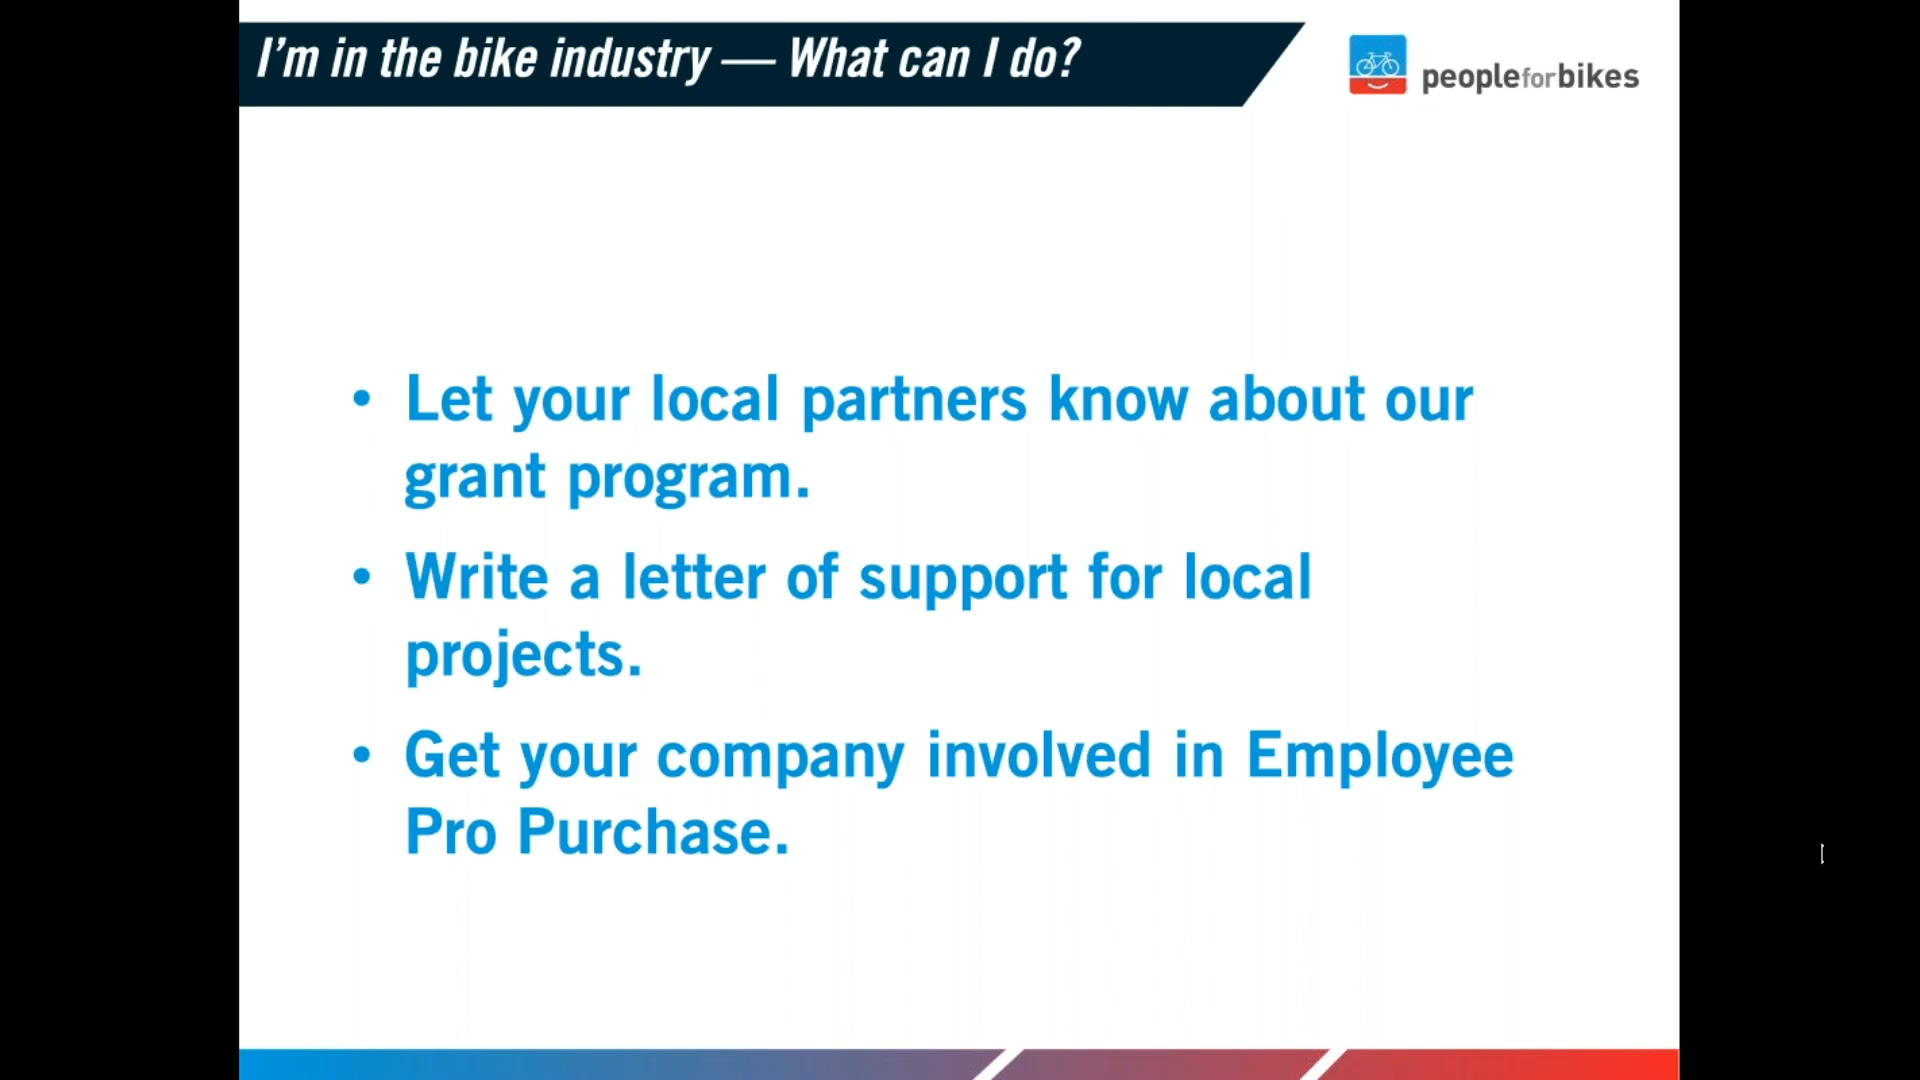 I'm in the bike industry — What can I do?
peopleforbikes
• Let your local partners know about our
grant program.
• Write a letter of support for local
projects.
• Get your company involved in Employee
Pro Purchase.